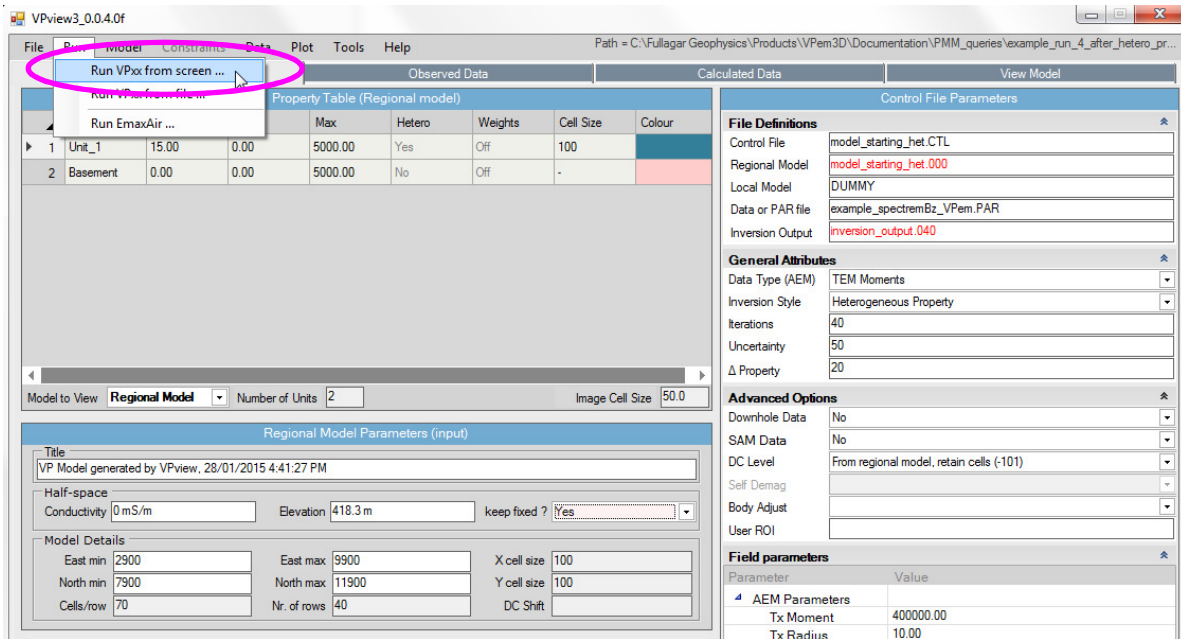 VPview3_0.0.4.0f
File Run Model Constraints Data Plot Tools Help Path = C:\Fullagar Geophysics\Products\VPem3D\Documentation\PMM_queries\example_run_4_after_hetero_pr...
Run VPxx from screen ...
Run VPxx from file ...
Run EmaxAir ...
Observed Data Calculated Data View Model
Property Table (Regional model)
Max Hetero Weights Cell Size Colour
1 Unit_1 15.00 0.00 5000.00 Yes Off 100
2 Basement 0.00 0.00 5000.00 No Off -
Model to View Regional Model Number of Units 2 Image Cell Size 50.0
Regional Model Parameters (input)
Title
VP Model generated by VPview, 28/01/2015 4:41:27 PM
Half-space
Conductivity 0 mS/m Elevation 418.3 m keep fixed ? Yes
Model Details
East min 2900 East max 9900 X cell size 100
North min 7900 North max 11900 Y cell size 100
Cells/row 70 Nr. of rows 40 DC Shift
Control File Parameters
File Definitions
Control File model_starting_het.CTL
Regional Model model_starting_het.000
Local Model DUMMY
Data or PAR file example_spectremBz_VPem.PAR
Inversion Output inversion_output.040
General Attributes
Data Type (AEM) TEM Moments
Inversion Style Heterogeneous Property
Iterations 40
Uncertainty 50
Δ Property 20
Advanced Options
Downhole Data No
SAM Data No
DC Level From regional model, retain cells (-101)
Self Demag
Body Adjust
User ROI
Field parameters
Parameter Value
AEM Parameters
Tx Moment 400000.00
Tx Radius 10.00